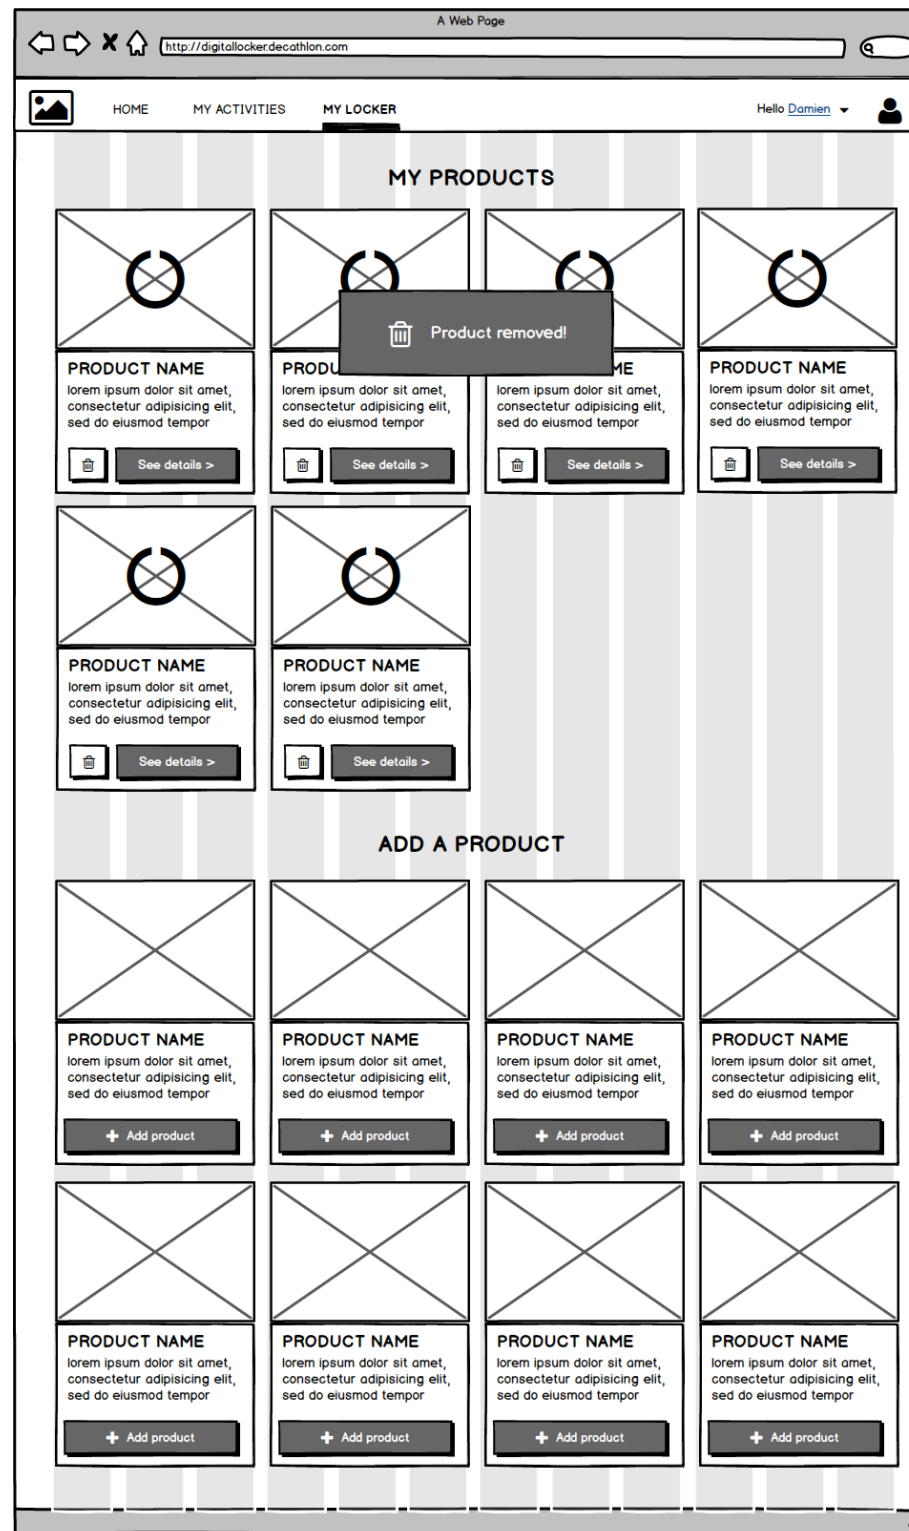 A Web Page
http://digitallocker.decathlon.com
HOME
MY ACTIVITIES
MY LOCKER
Hello Damien
MY PRODUCTS
Product removed!
PRODUCT NAME
lorem ipsum dolor sit amet,
consectetur adipisicing elit,
sed do eiusmod tempor
See details >
PRODU
lorem ipsum dolor sit amet,
consectetur adipisicing elit,
sed do eiusmod tempor
See details >
ME
lorem ipsum dolor sit amet,
consectetur adipisicing elit,
sed do eiusmod tempor
See details >
PRODUCT NAME
lorem ipsum dolor sit amet,
consectetur adipisicing elit,
sed do eiusmod tempor
See details >
PRODUCT NAME
lorem ipsum dolor sit amet,
consectetur adipisicing elit,
sed do eiusmod tempor
See details >
PRODUCT NAME
lorem ipsum dolor sit amet,
consectetur adipisicing elit,
sed do eiusmod tempor
See details >
ADD A PRODUCT
PRODUCT NAME
lorem ipsum dolor sit amet,
consectetur adipisicing elit,
sed do eiusmod tempor
Add product
PRODUCT NAME
lorem ipsum dolor sit amet,
consectetur adipisicing elit,
sed do eiusmod tempor
Add product
PRODUCT NAME
lorem ipsum dolor sit amet,
consectetur adipisicing elit,
sed do eiusmod tempor
Add product
PRODUCT NAME
lorem ipsum dolor sit amet,
consectetur adipisicing elit,
sed do eiusmod tempor
Add product
PRODUCT NAME
lorem ipsum dolor sit amet,
consectetur adipisicing elit,
sed do eiusmod tempor
Add product
PRODUCT NAME
lorem ipsum dolor sit amet,
consectetur adipisicing elit,
sed do eiusmod tempor
Add product
PRODUCT NAME
lorem ipsum dolor sit amet,
consectetur adipisicing elit,
sed do eiusmod tempor
Add product
PRODUCT NAME
lorem ipsum dolor sit amet,
consectetur adipisicing elit,
sed do eiusmod tempor
Add product